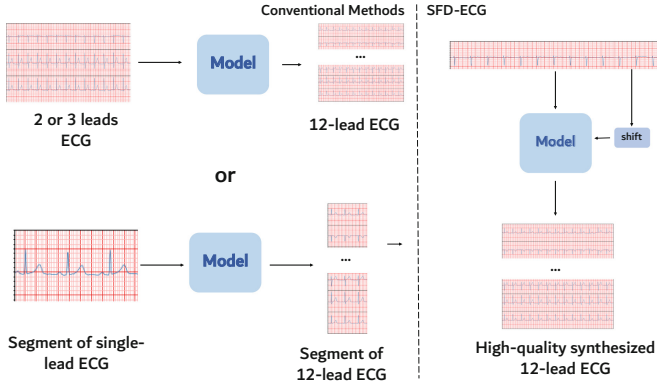 Conventional Methods
SFD-ECG
Model
...
2 or 3 leads
ECG
12-lead ECG
or
Model
...
Segment of single-
lead ECG
Segment of
12-lead ECG
shift
Model
...
High-quality synthesized
12-lead ECG